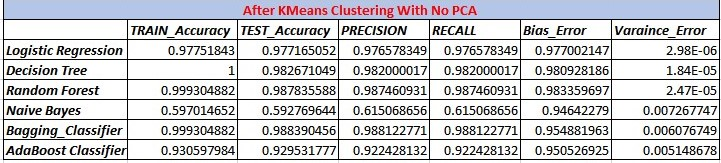 After KMeans Clustering With No PCA
TRAIN_Accuracy TEST_Accuracy PRECISION RECALL Bias_Error Varaince_Error
Logistic Regression 0.97751843 0.977165052 0.976578349 0.976578349 0.977002147 2.98E-06
Decision Tree 1 0.982671049 0.982000017 0.982000017 0.980928186 1.84E-05
Random Forest 0.999304882 0.987835588 0.987460931 0.987460931 0.983359697 2.47E-05
Naive Bayes 0.597014652 0.592769644 0.615068656 0.615068656 0.94642279 0.007267747
Bagging_Classifier 0.999304882 0.988390456 0.988122771 0.988122771 0.954881963 0.006076749
AdaBoost Classifier 0.930597984 0.929531777 0.922428132 0.922428132 0.950526925 0.005148678